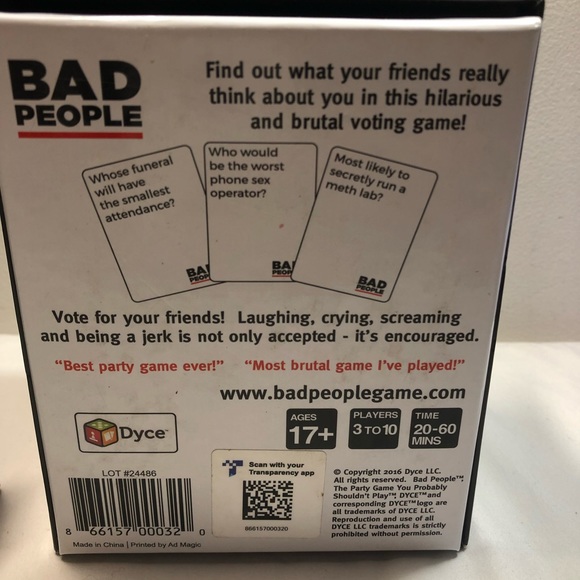 BAD
PEOPLE
Find out what your friends really
think about you in this hilarious
and brutal voting game!
Whose funeral
will have
the smallest
attendance?
BAD
Who would
be the worst
phone sex
operator?
BAD
PEOPLE
Most likely to
secretly run a
meth lab?
BAD
PEOPLE
Vote for your friends! Laughing, crying, screaming
and being a jerk is not only accepted - it's encouraged.
"Best party game ever!" "Most brutal game I've played!"
www.badpeoplegame.com
Dyce™
AGES
17+
PLAYERS
3 TO 10
TIME
20-60
MINS
LOT #24486
8 66157 00032 0
Made in China | Printed by Ad Magic
Scan with your
Transparency app
866157000320
© Copyright 2016 Dyce LLC.
All rights reserved. Bad People™,
The Party Game You Probably
Shouldn't Play™, DYCE™ and
corresponding DYCE™ logo are
all trademarks of DYCE LLC.
Reproduction and use of all
DYCE LLC trademarks is strictly
prohibited without permission.